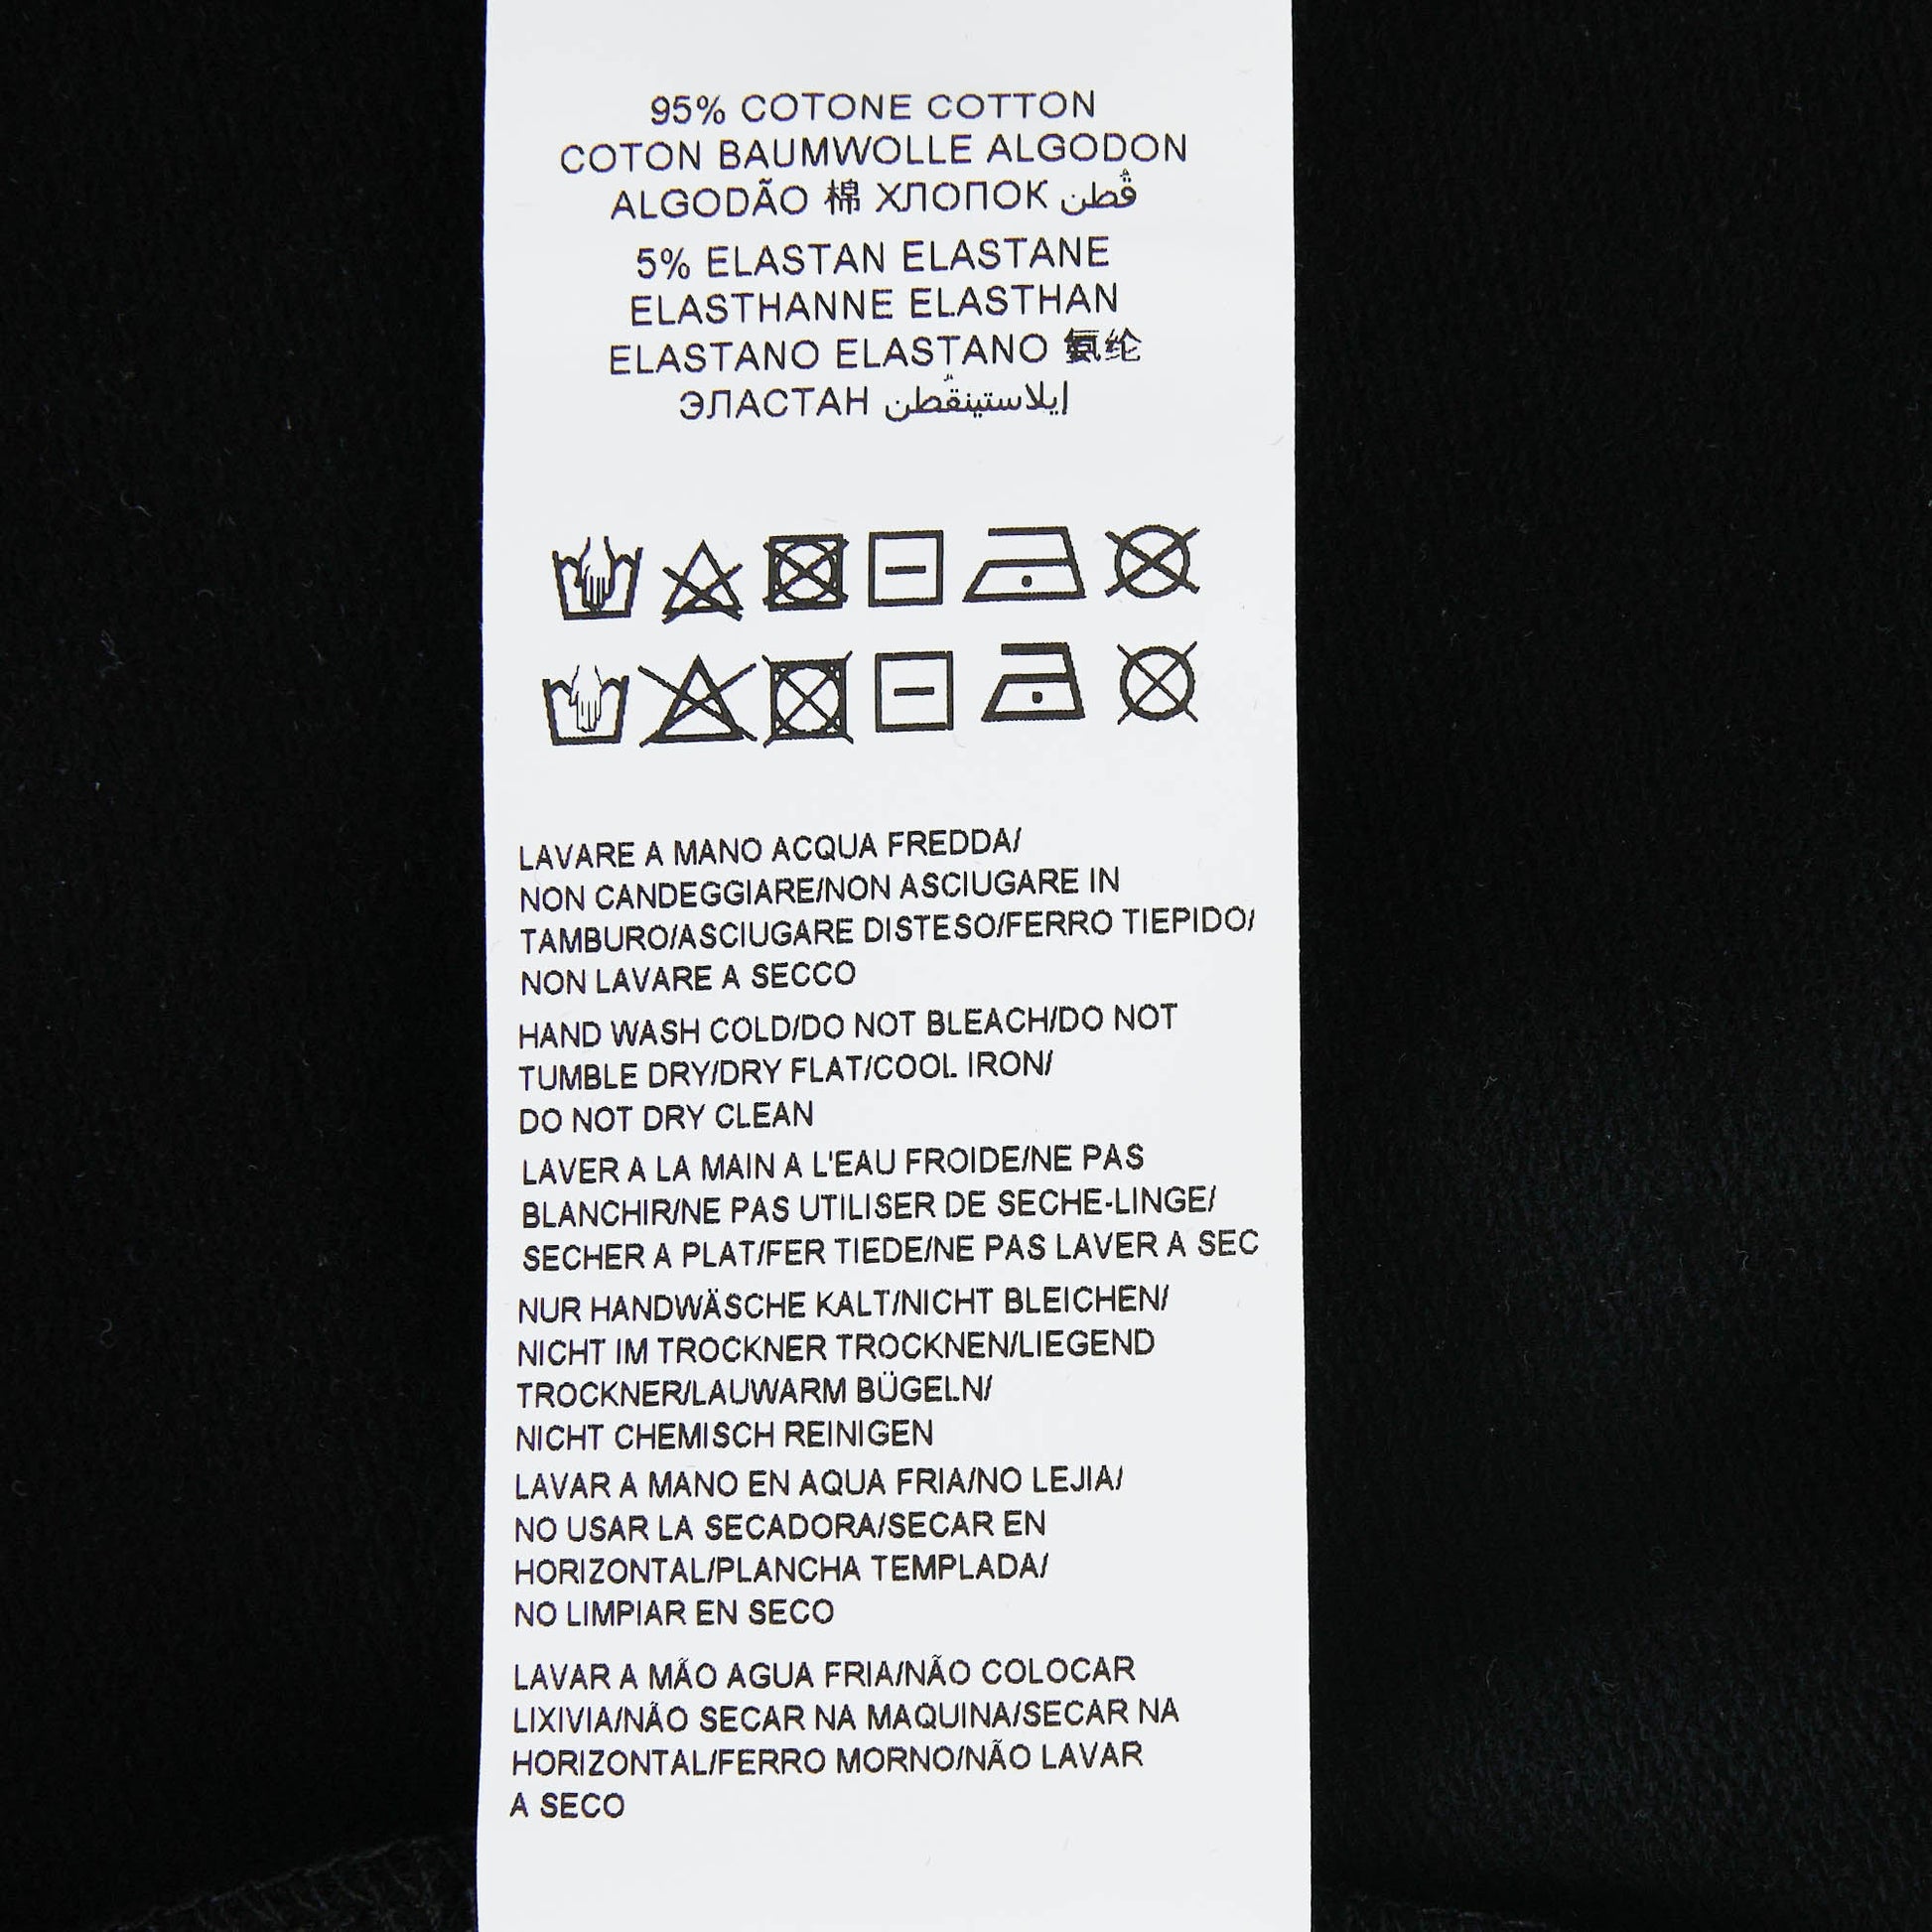 95% COTONE COTTON
COTON BAUMWOLLE ALGODON
ALGODÃO 棉 ХЛОПОК قُطن
5% ELASTAN ELASTANE
ELASTHANNE ELASTHAN
ELASTANO ELASTANO 氨纶
ЭЛАСТАН إيلاستينقُطن
LAVARE A MANO ACQUA FREDDA/
NON CANDEGGIARE/NON ASCIUGARE IN
TAMBURO/ASCIUGARE DISTESO/FERRO TIEPIDO/
NON LAVARE A SECCO
HAND WASH COLD/DO NOT BLEACH/DO NOT
TUMBLE DRY/DRY FLAT/COOL IRON/
DO NOT DRY CLEAN
LAVER A LA MAIN A L'EAU FROIDE/NE PAS
BLANCHIR/NE PAS UTILISER DE SECHE-LINGE/
SECHER A PLAT/FER TIEDE/NE PAS LAVER A SEC
NUR HANDWÄSCHE KALT/NICHT BLEICHEN/
NICHT IM TROCKNER TROCKNEN/LIEGEND
TROCKNER/LAUWARM BÜGELN/
NICHT CHEMISCH REINIGEN
LAVAR A MANO EN AQUA FRIA/NO LEJIA/
NO USAR LA SECADORA/SECAR EN
HORIZONTAL/PLANCHA TEMPLADA/
NO LIMPIAR EN SECO
LAVAR A MÃO AGUA FRIA/NÃO COLOCAR
LIXIVIA/NÃO SECAR NA MAQUINA/SECAR NA
HORIZONTAL/FERRO MORNO/NÃO LAVAR
A SECO